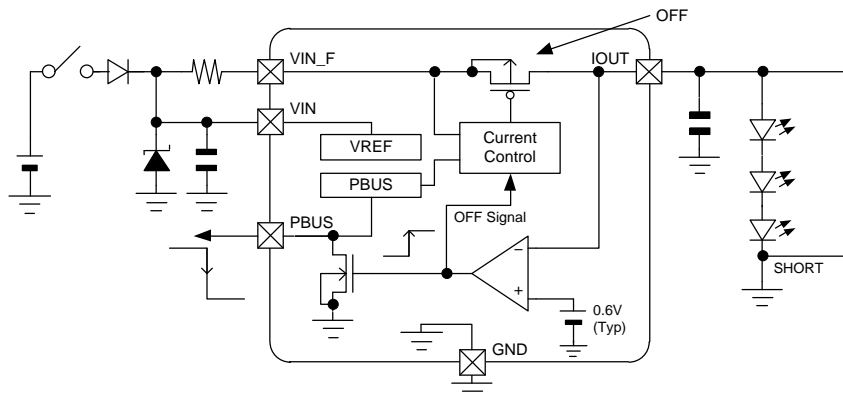 OFF
VIN_F
IOUT
VIN
VREF
Current
Control
PBUS
PBUS
OFF Signal
−
+
0.6V
(Typ)
SHORT
GND